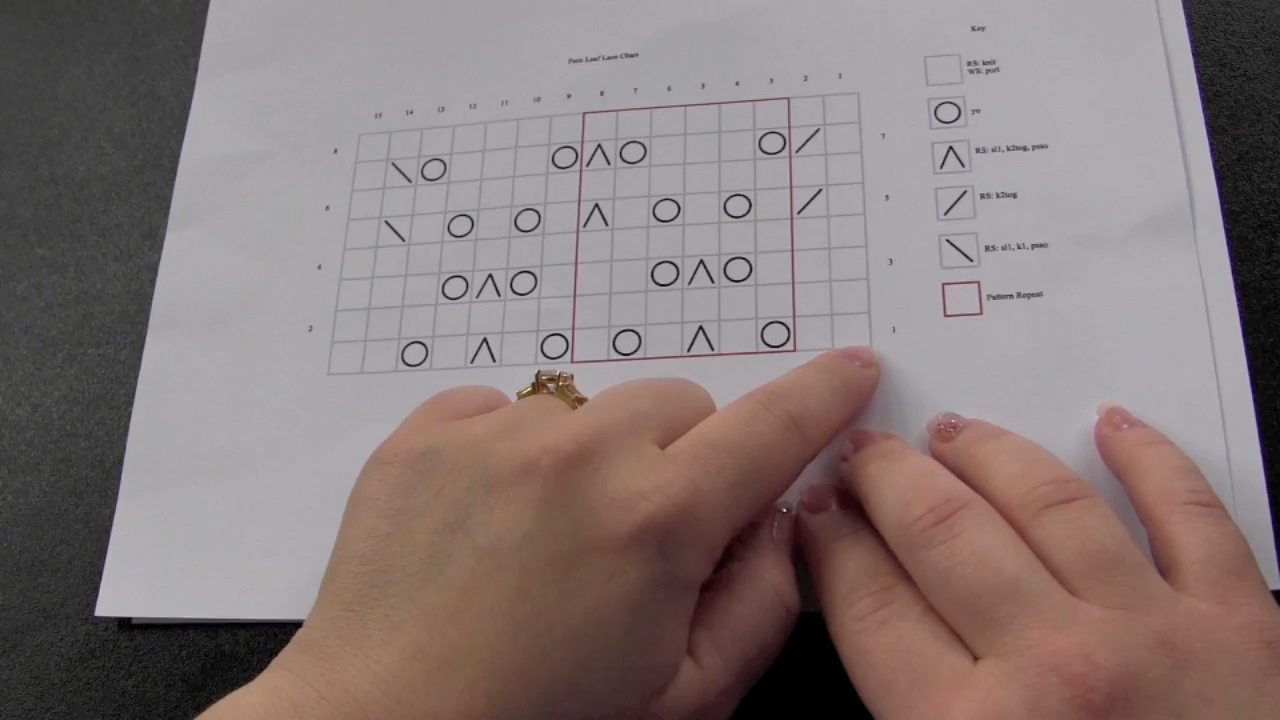 Key
Fern Leaf Lace Chart
RS: knit
WS: purl
15 14 13 12 11 10 9 8 7 6 5 4 3 2 1
yo
8
7
RS: sl1, k2tog, psso
6
5
RS: k2tog
4
3
RS: sl1, k1, psso
2
1
Pattern Repeat